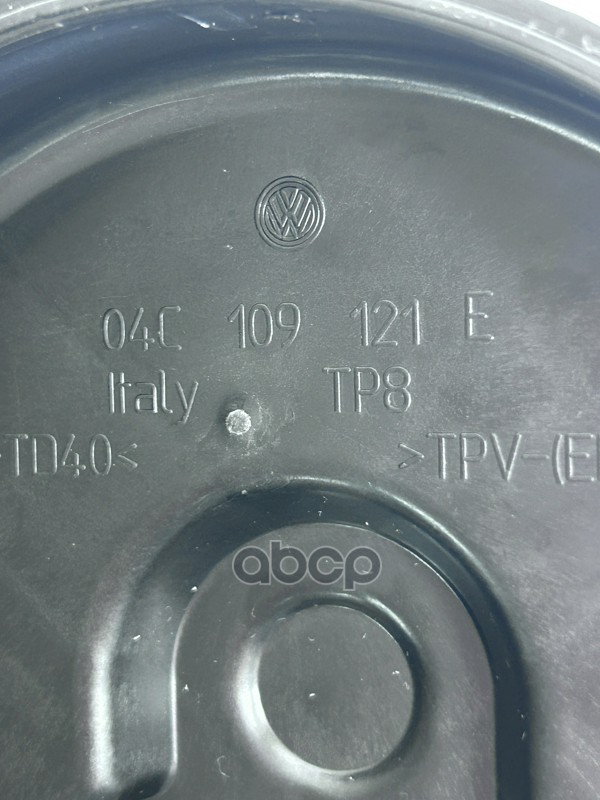 04C 109 121 E
Italy TP8
TD40< >TPV-(E
abcp